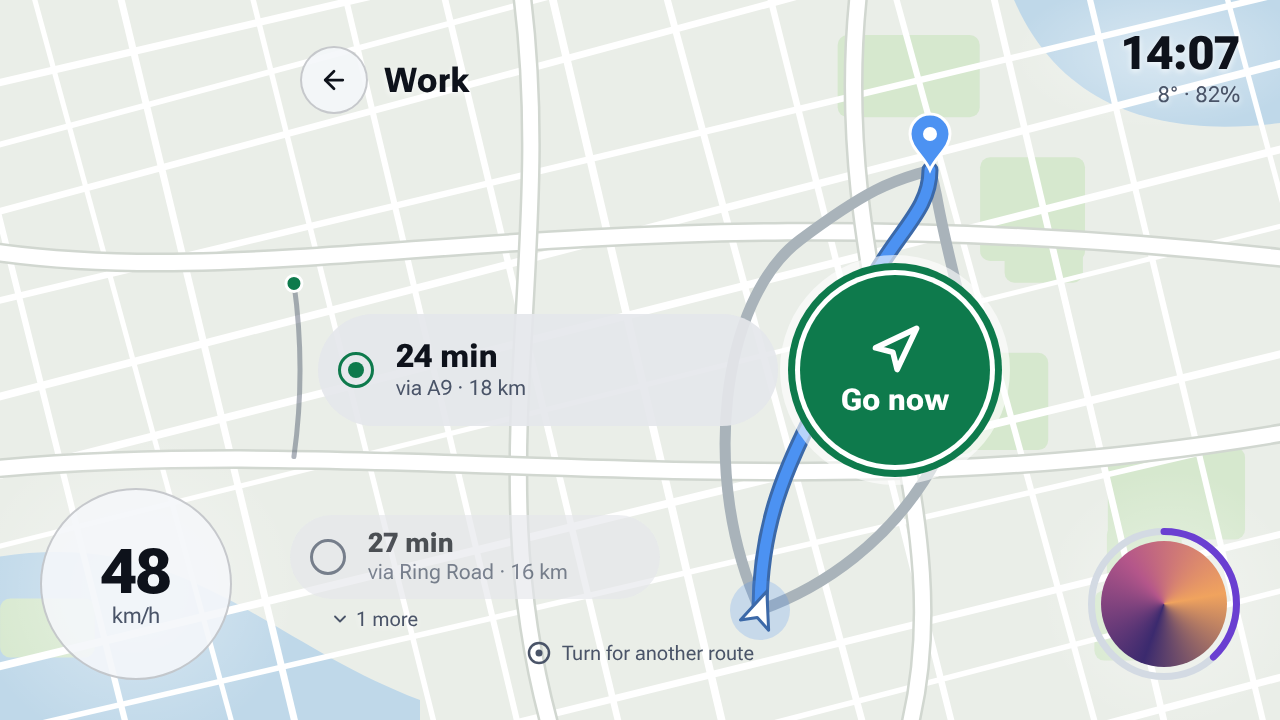 Work
14:07
8° · 82%
24 min
via A9 · 18 km
Go now
27 min
via Ring Road · 16 km
1 more
Turn for another route
48
km/h